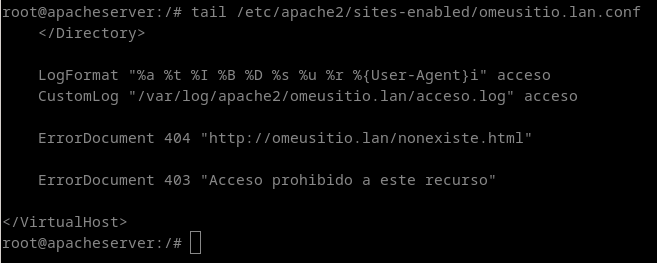 root@apacheserver:/# tail /etc/apache2/sites-enabled/omeusitio.lan.conf
    </Directory>
    LogFormat "%a %t %I %B %D %s %u %r %{User-Agent}i" acceso
    CustomLog "/var/log/apache2/omeusitio.lan/acceso.log" acceso
    ErrorDocument 404 "http://omeusitio.lan/nonexiste.html"
    ErrorDocument 403 "Acceso prohibido a este recurso"
</VirtualHost>
root@apacheserver:/#